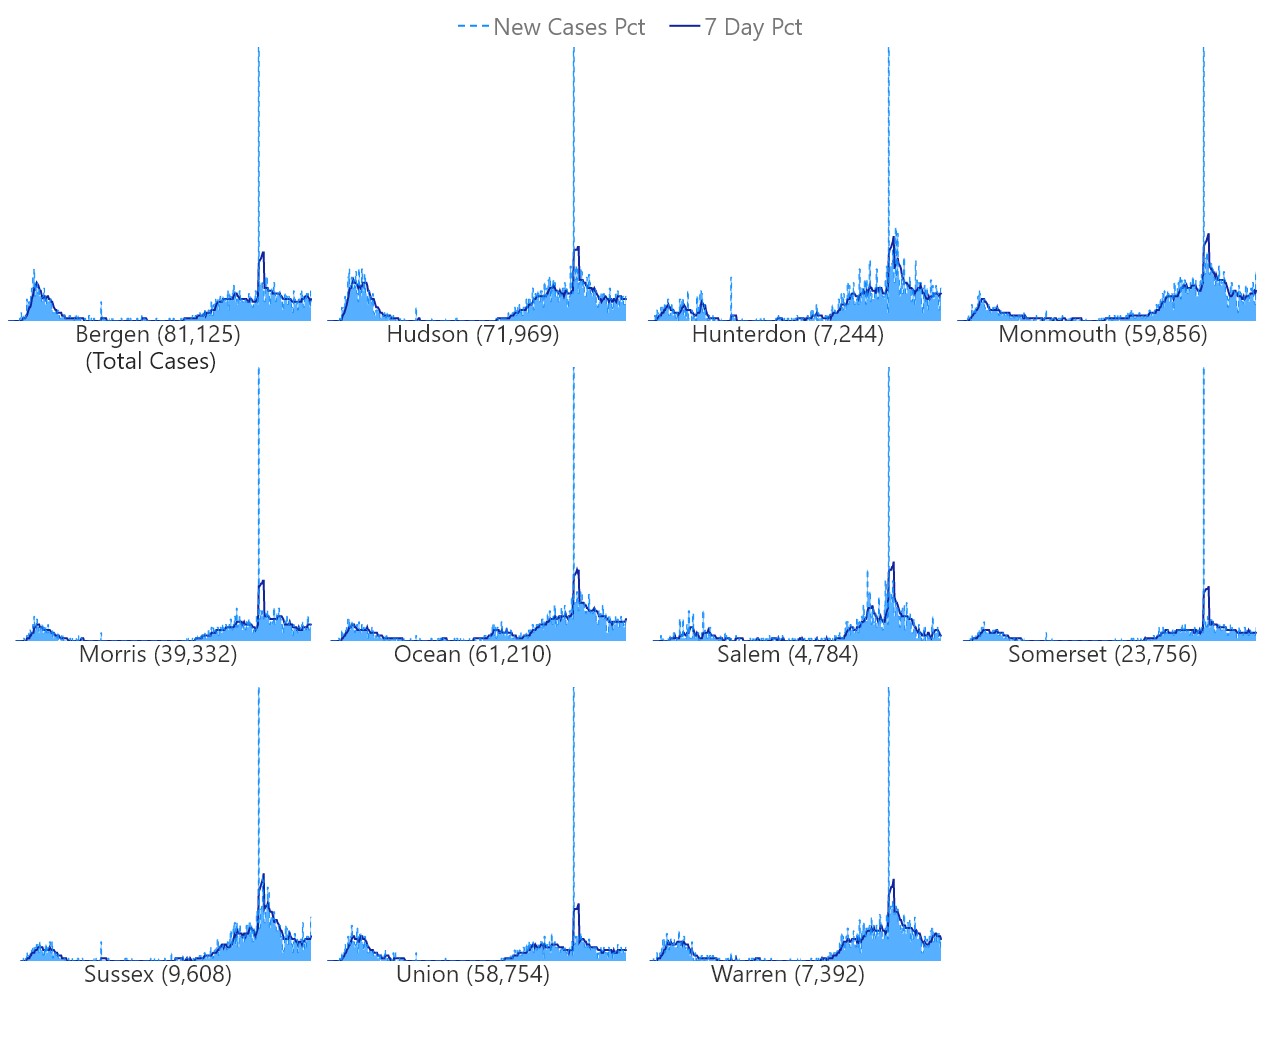 New Cases Pct 7 Day Pct
Bergen (81,125) Hudson (71,969) Hunterdon (7,244) Monmouth (59,856)
(Total Cases)
Morris (39,332) Ocean (61,210) Salem (4,784) Somerset (23,756)
Sussex (9,608) Union (58,754) Warren (7,392)